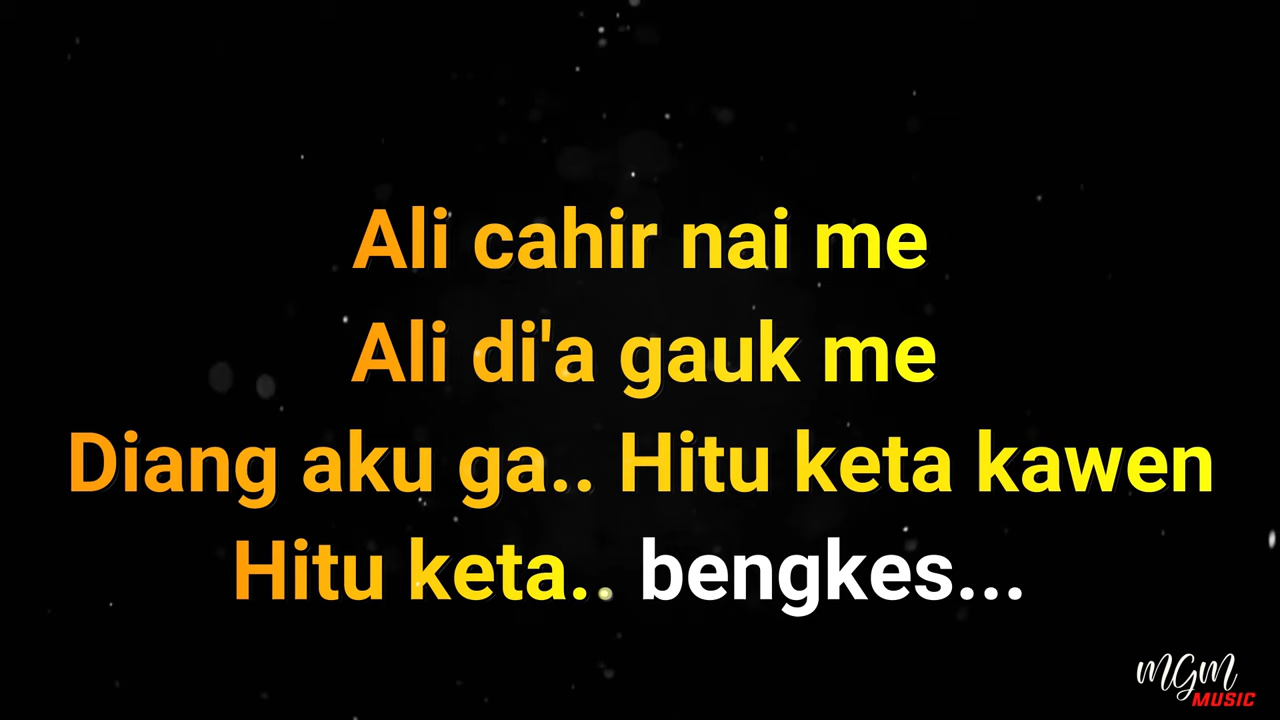 Ali cahir nai me
Ali di'a gauk me
Diang aku ga.. Hitu keta kawen
Hitu keta.. bengkes...
MGM
MUSIC